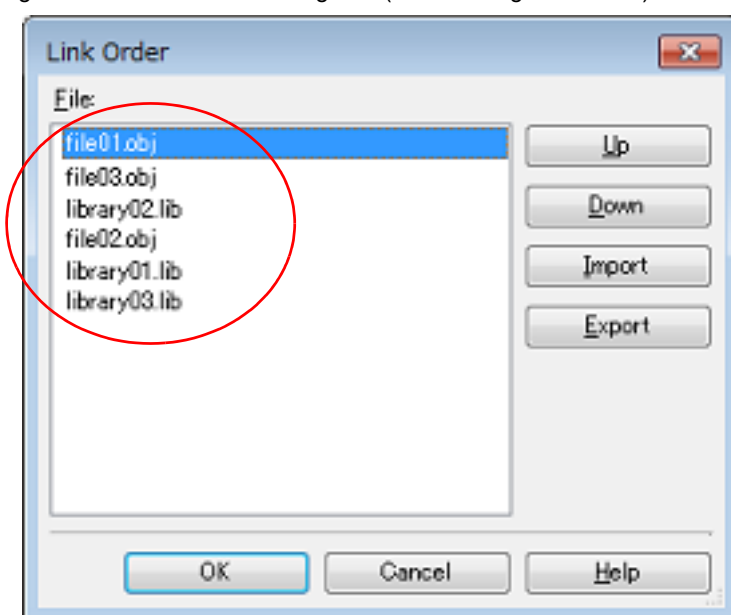 Link Order
File:
file01.obj
file03.obj
library02.lib
file02.obj
library01.lib
library03.lib
Up
Down
Import
Export
OK
Cancel
Help